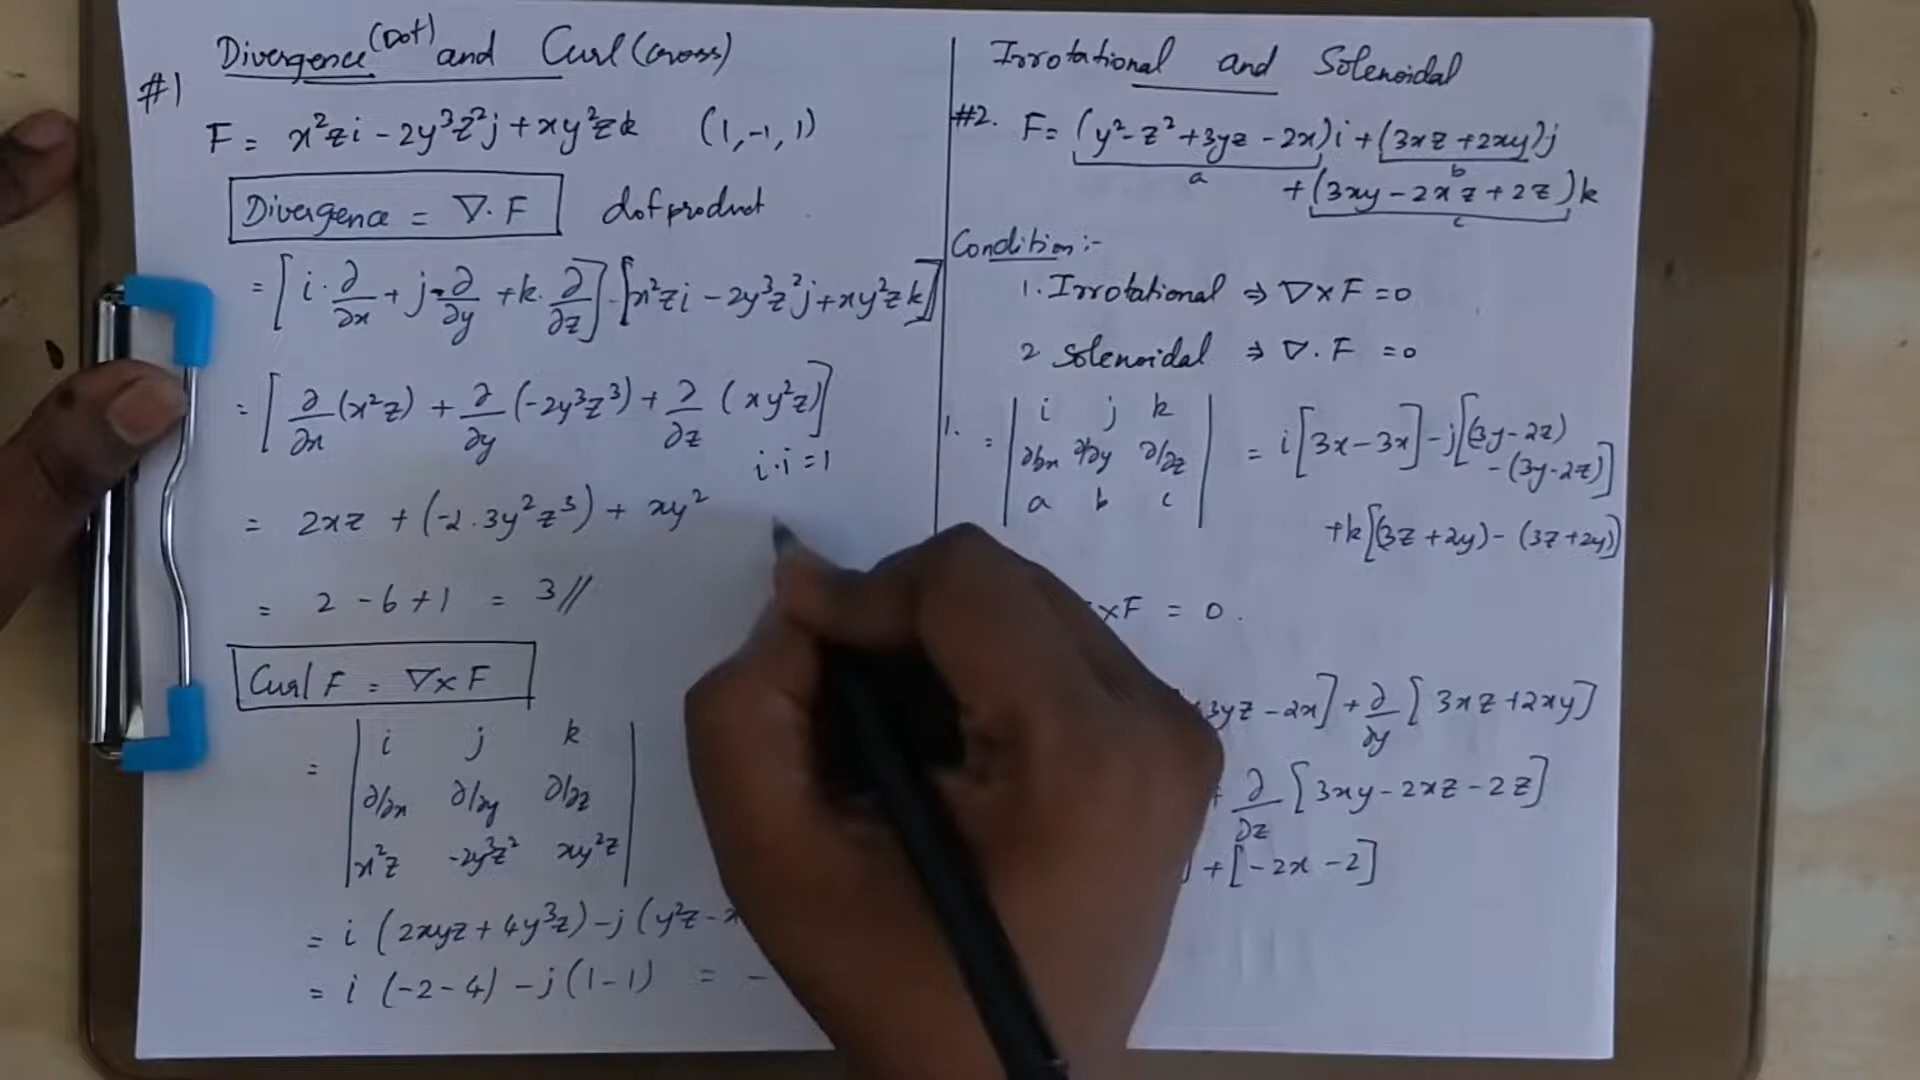 Divergence (Dot) and Curl (cross)
#1
F = x²zi - 2y³z²j + xy²zk (1,-1,1)
Divergence = ∇.F dot product
= [i.∂/∂x + j.∂/∂y + k.∂/∂z].[x²zi - 2y³z²j + xy²zk]
= [∂/∂x (x²z) + ∂/∂y (-2y³z³) + ∂/∂z (xy²z)]
i.i = 1
= 2xz + (-2.3y²z³) + xy²
= 2 - 6 + 1 = 3//
Curl F = ∇×F
= | i j k |
| ∂/∂x ∂/∂y ∂/∂z |
| x²z -2y³z² xy²z |
= i (2xyz + 4y³z) - j (y²z -
= i (-2-4) - j (1-1) = -
Irrotational and Solenoidal
#2. F = (y² - z² + 3yz - 2x)i + (3xz + 2xy)j
a b
+ (3xy - 2xz + 2z)k
c
Condition :-
1. Irrotational ⇒ ∇×F = 0
2 Solenoidal ⇒ ∇.F = 0
1. = | i j k | = i[3x-3x] - j[(3y-2z)
| ∂/∂x ∂/∂y ∂/∂z | - (3y-2z)]
| a b c |
+k[(3z+2y) - (3z+2y)]
×F = 0.
3yz - 2x] + ∂/∂y [3xz + 2xy]
+ ∂/∂z [3xy - 2xz - 2z]
] + [-2x - 2]